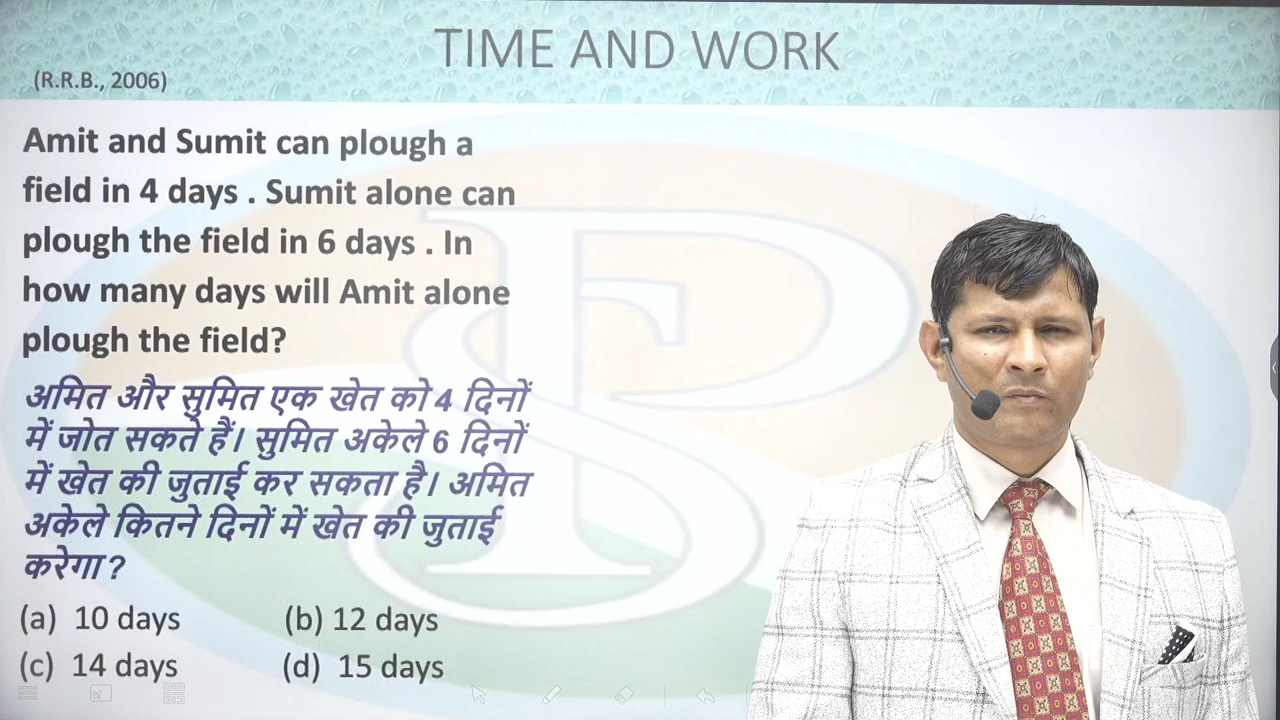 TIME AND WORK
(R.R.B., 2006)
Amit and Sumit can plough a
field in 4 days . Sumit alone can
plough the field in 6 days . In
how many days will Amit alone
plough the field?
अमित और सुमित एक खेत को 4 दिनों
में जोत सकते हैं। सुमित अकेले 6 दिनों
में खेत की जुताई कर सकता है। अमित
अकेले कितने दिनों में खेत की जुताई
करेगा?
(a) 10 days (b) 12 days
(c) 14 days (d) 15 days